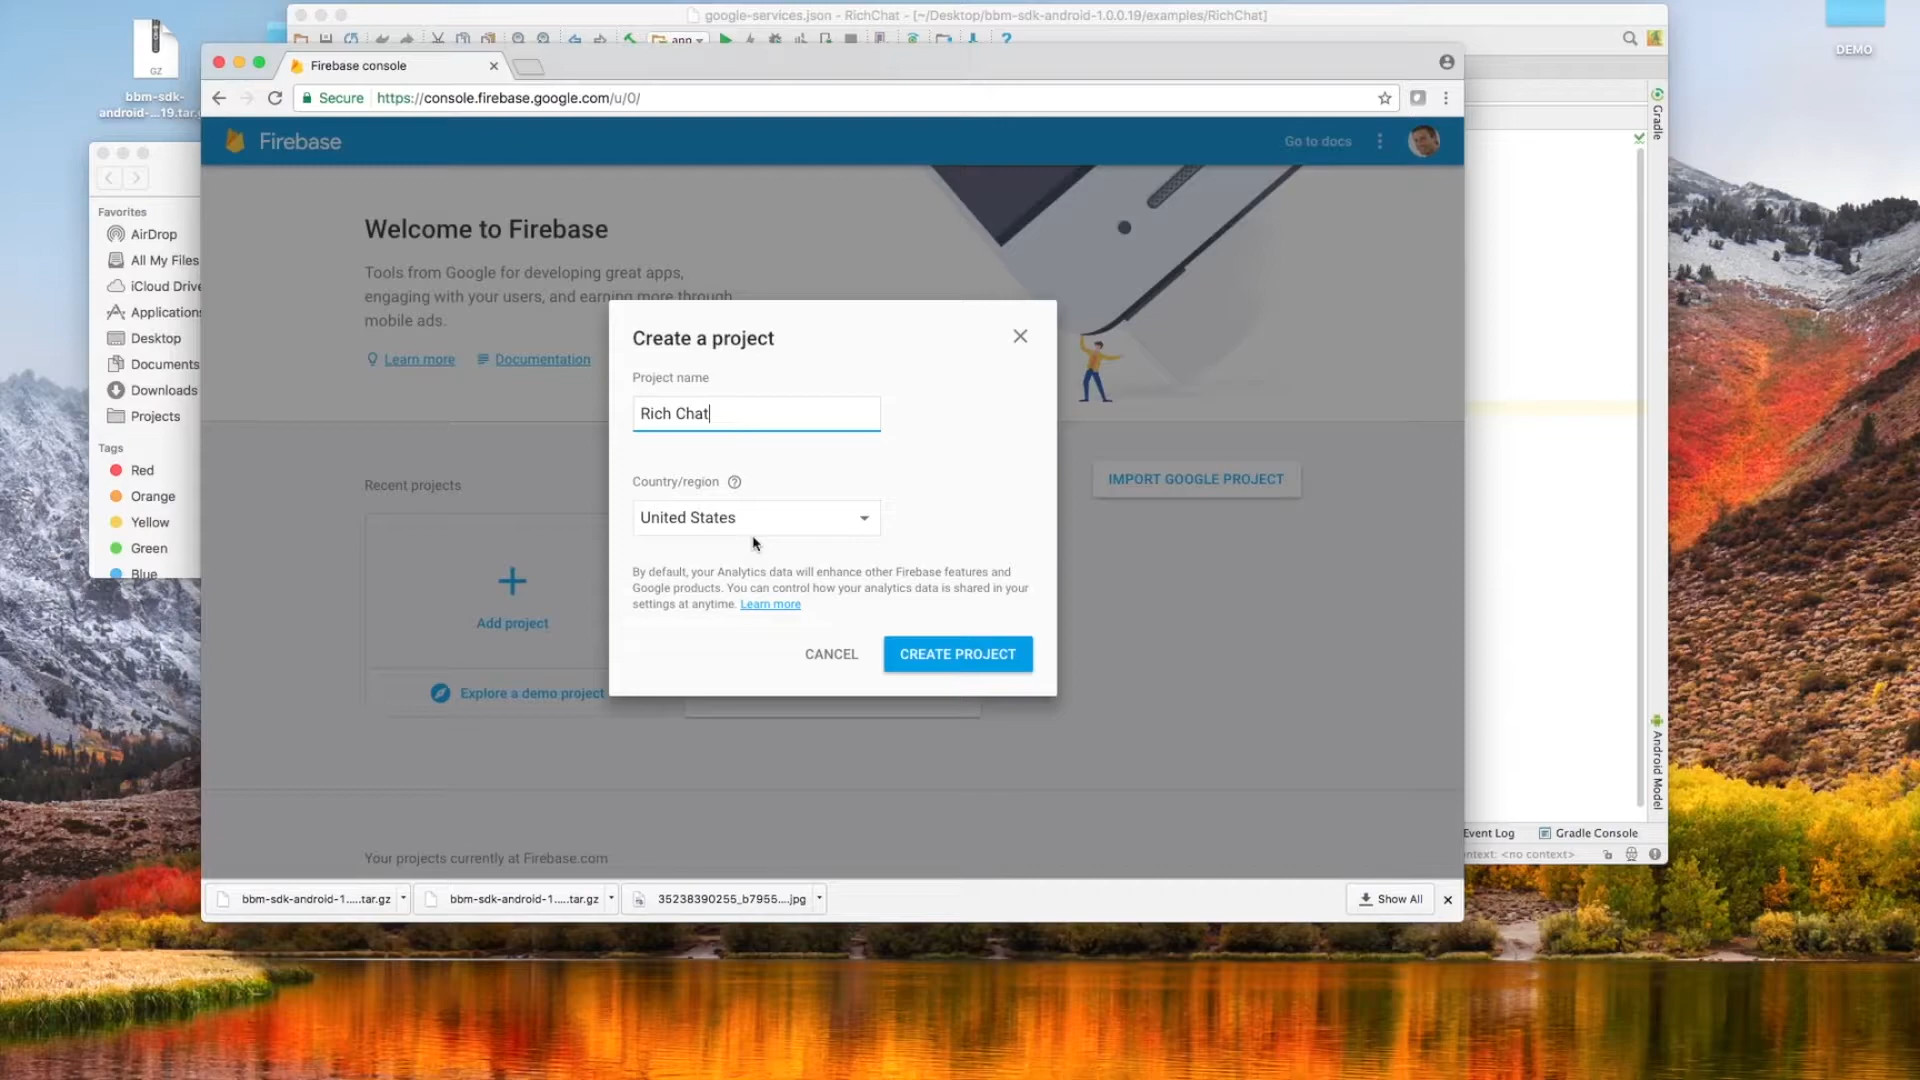 google-services.json - RichChat - [~/Desktop/bbm-sdk-android-1.0.0.19/examples/RichChat]
GZ
bbm-sdk-
android-...19.tar.g
DEMO
app
Firebase console
Secure
https://console.firebase.google.com/u/0/
Gradle
Firebase
Go to docs
Favorites
AirDrop
All My Files
iCloud Drive
Applications
Desktop
Documents
Downloads
Projects
Tags
Red
Orange
Yellow
Green
Blue
Welcome to Firebase
Tools from Google for developing great apps,
engaging with your users, and earning more through
mobile ads.
Learn more
Documentation
Recent projects
Add project
Explore a demo project
IMPORT GOOGLE PROJECT
Create a project
Project name
Rich Chat
Country/region
United States
By default, your Analytics data will enhance other Firebase features and
Google products. You can control how your analytics data is shared in your
settings at anytime. Learn more
CANCEL
CREATE PROJECT
Android Model
Event Log
Gradle Console
ntext: <no context>
Your projects currently at Firebase.com
bbm-sdk-android-1.....tar.gz
bbm-sdk-android-1.....tar.gz
35238390255_b7955....jpg
Show All